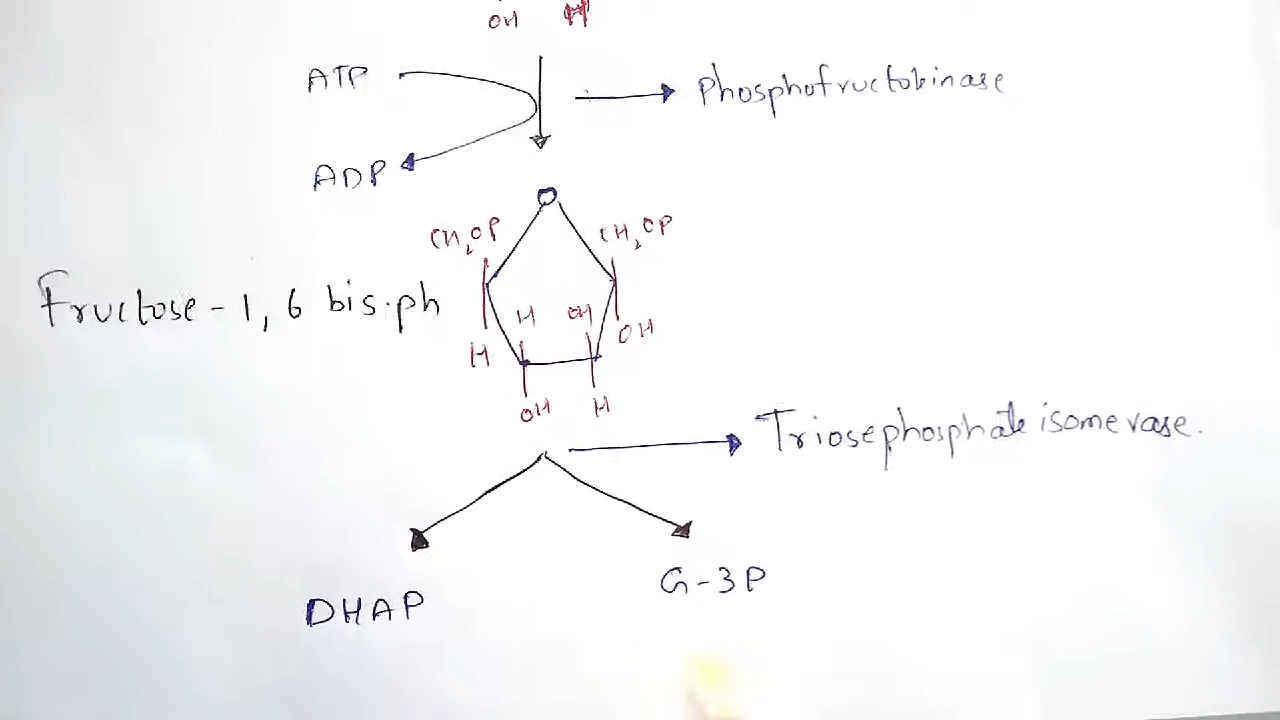 OH H
ATP
Phosphofructokinase
ADP
CH2OP CH2OP
Fructose - 1, 6 bis.ph
H OH
H OH
OH H
Triosephosphate isomerase.
DHAP
G-3P